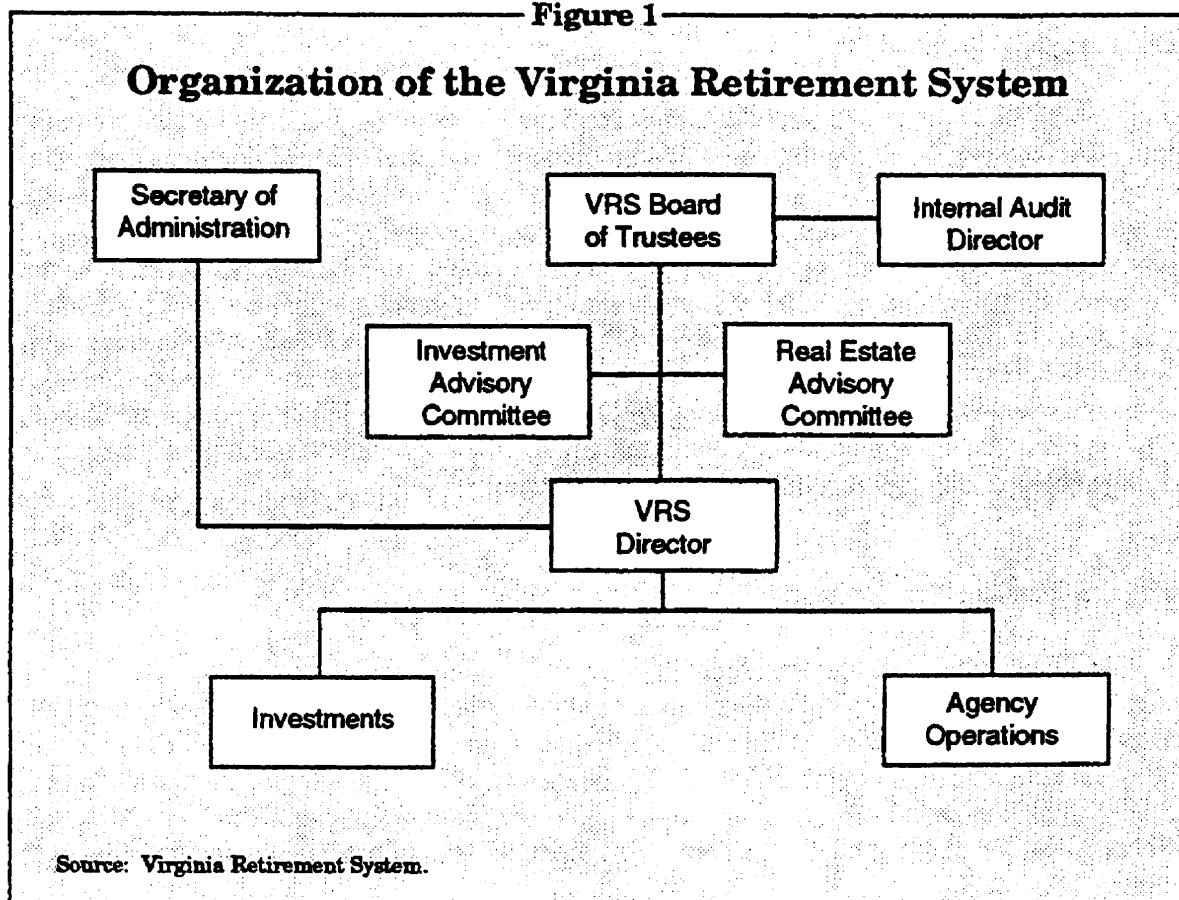 Figure 1
Organization of the Virginia Retirement System
Secretary of
Administration
VRS Board
of Trustees
Internal Audit
Director
Investment
Advisory
Committee
Real Estate
Advisory
Committee
VRS
Director
Investments
Agency
Operations
Source: Virginia Retirement System.